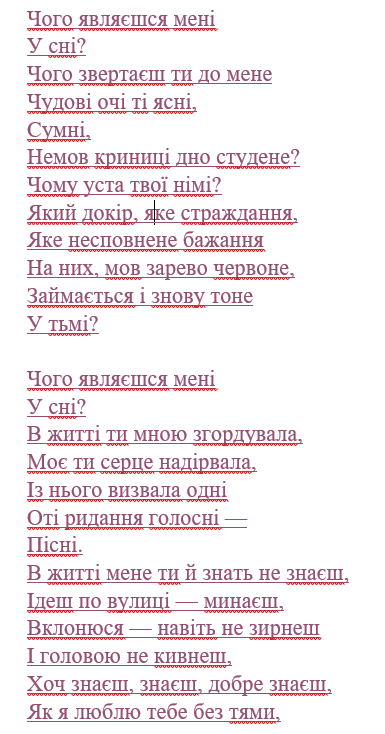 Чого являєшся мені
У сні?
Чого звертаєш ти до мене
Чудові очі ті ясні,
Сумні,
Немов криниці дно студене?
Чому уста твої німі?
Який докір, яке страждання,
Яке несповнене бажання
На них, мов зарево червоне,
Займається і знову тоне
У тьмі?

Чого являєшся мені
У сні?
В житті ти мною згордувала,
Моє ти серце надірвала,
Із нього визвала одні
Оті ридання голосні —
Пісні.
В житті мене ти й знать не знаєш,
Ідеш по вулиці — минаєш,
Вклонюся — навіть не зирнеш
І головою не кивнеш,
Хоч знаєш, знаєш, добре знаєш,
Як я люблю тебе без тями,